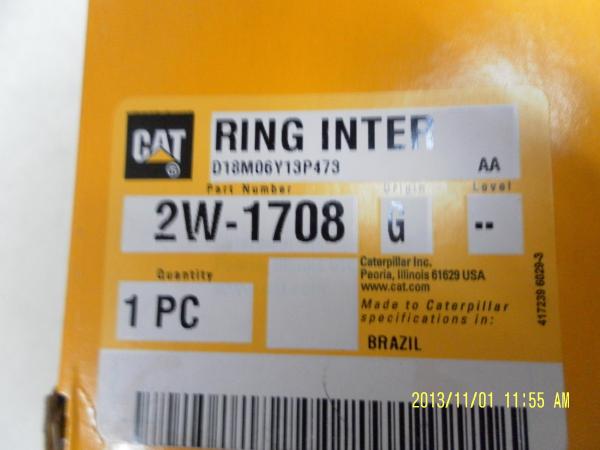 CAT
®
RING INTER
D18M06Y13P473 AA
Part Number Origin Level
2W-1708 G --
Quantity
1 PC
Caterpillar Inc.
Peoria, Illinois 61629 USA
www.cat.com
Made to Caterpillar
specifications in:
BRAZIL
417239 6029-3
2013/11/01 11:55 AM